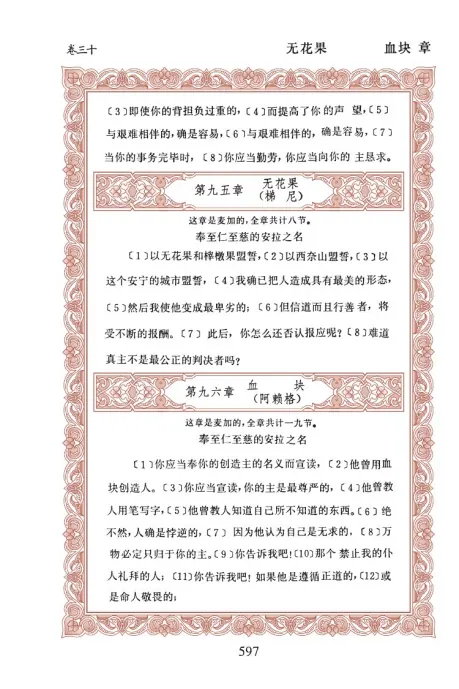 卷三十 无花果 血块 章
〔3〕即使你的背担负过重的,〔4〕而提高了你的声 望,〔5〕
与艰难相伴的,确是容易,〔6〕与艰难相伴的, 确是容易,〔7〕
当你的事务完毕时,〔8〕你应当勤劳,你应当向你的 主恳求。
第九五章 无花果
(梯 尼)
这章是麦加的,全章共计八节。
奉至仁至慈的安拉之名
〔1〕以无花果和榟橔果盟誓,〔2〕以西奈山盟誓,〔3〕以
这个安宁的城市盟誓,〔4〕我确已把人造成具有最美的形态,
〔5〕然后我使他变成最卑劣的;〔6〕但信道而且行善者,将
受不断的报酬。〔7〕 此后,你怎么还否认报应呢?〔8〕难道
真主不是最公正的判决者吗?
第九六章 血 块
(阿赖格)
这章是麦加的,全章共计一九节。
奉至仁至慈的安拉之名
〔1〕你应当奉你的创造主的名义而宣读,〔2〕他曾用血
块创造人。〔3〕你应当宣读,你的主是最尊严的,〔4〕他曾教
人用笔写字,〔5〕他曾教人知道自己所不知道的东西。〔6〕绝
不然,人确是悖逆的,〔7〕 因为他认为自己是无求的。〔8〕万
物必定只归于你的主。〔9〕你告诉我吧!〔10〕那个 禁止我的仆
人礼拜的人;〔11〕你告诉我吧! 如果他是遵循正道的,〔12〕或
是命人敬畏的;
597